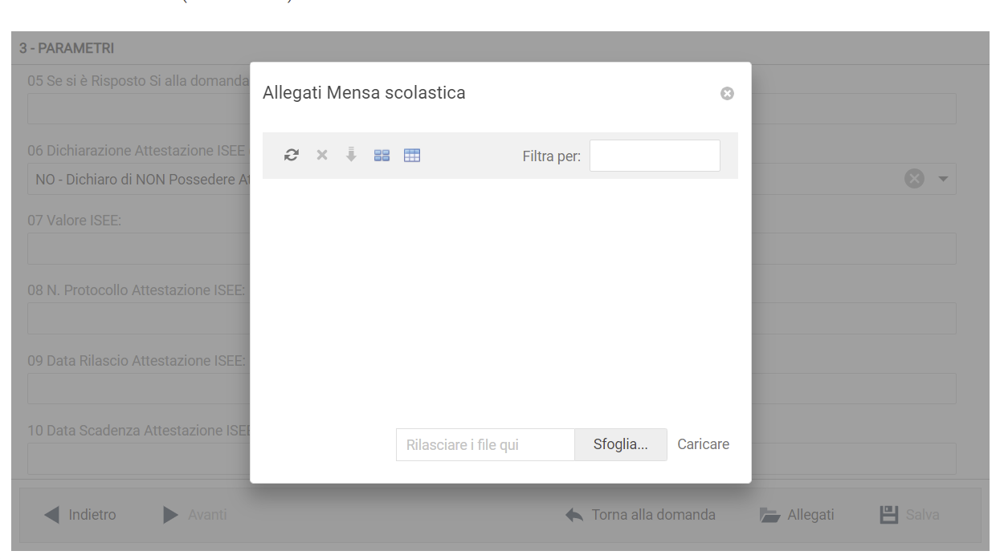 3 - PARAMETRI
05 Se si è Risposto Si alla domanda
Allegati Mensa scolastica
06 Dichiarazione Attestazione ISEE
Filtra per:
NO - Dichiaro di NON Possedere
07 Valore ISEE:
08 N. Protocollo Attestazione ISEE:
09 Data Rilascio Attestazione ISEE:
10 Data Scadenza Attestazione
Rilasciare i file qui Sfoglia... Caricare
Indietro Avanti Torna alla domanda Allegati Salva